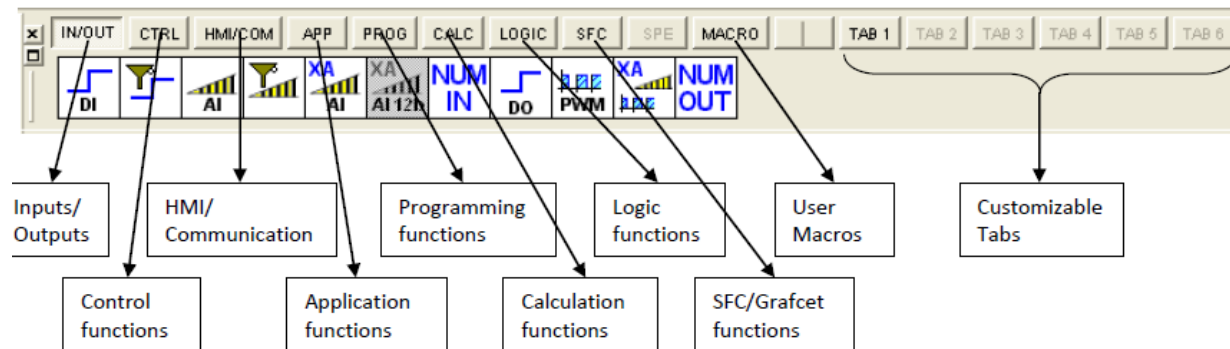 IN/OUT CTRL HMI/COM APP PROG CALC LOGIC SFC SPE MACRO TAB 1 TAB 2 TAB 3 TAB 4 TAB 5 TAB 6
DI AI XA AI XA AI 12b NUM IN DO PWM XA NUM OUT
Inputs/
Outputs
HMI/
Communication
Programming
functions
Logic
functions
User
Macros
Customizable
Tabs
Control
functions
Application
functions
Calculation
functions
SFC/Grafcet
functions